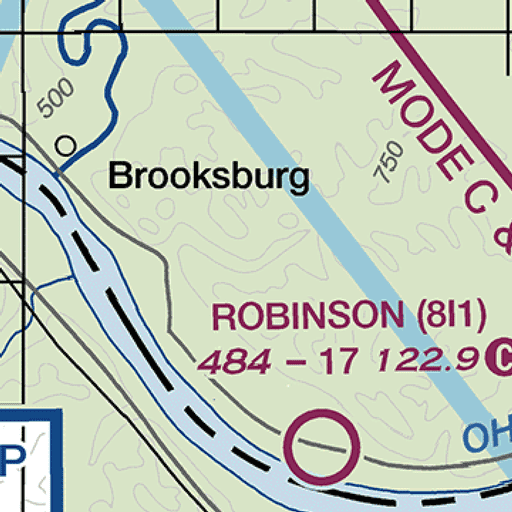 500
750
MODE C &
Brooksburg
ROBINSON (8I1)
484 - 17 122.9 C
OH
P